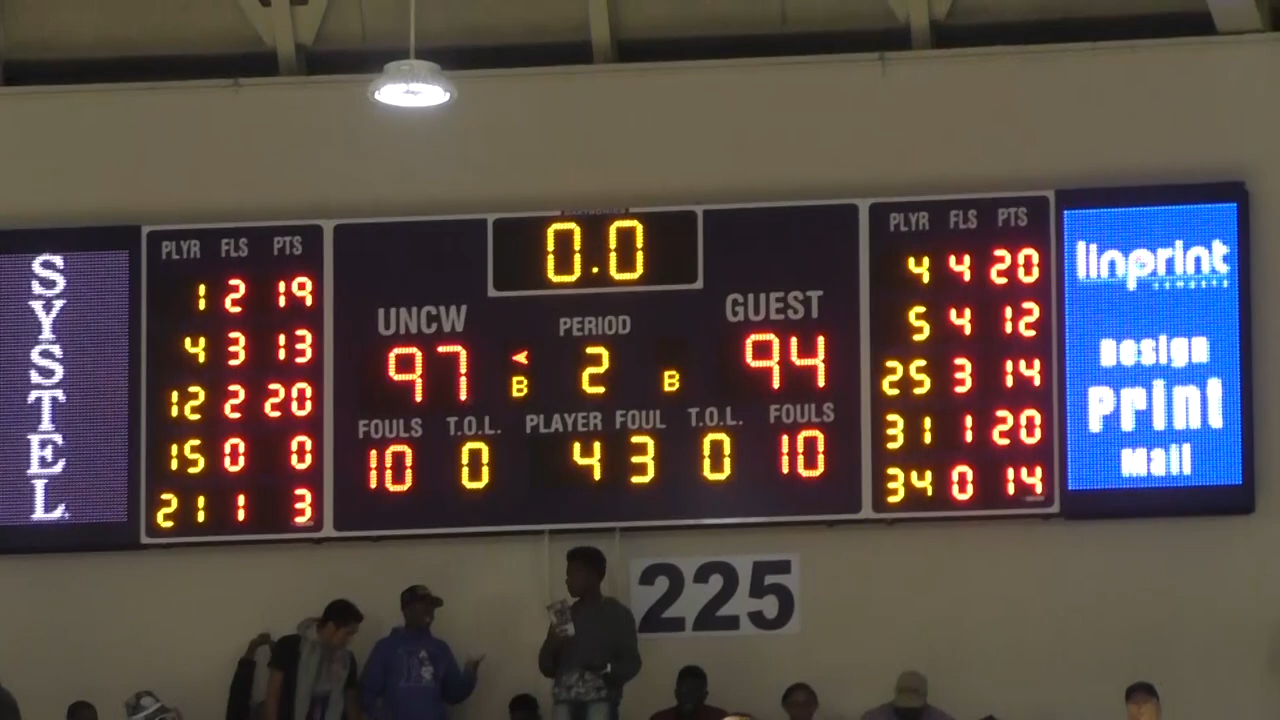 S
Y
S
T
E
L
PLYR FLS PTS
1 2 19
4 3 13
12 2 20
15 0 0
21 1 3
DAKTRONICS
0.0
UNCW
PERIOD
GUEST
97 < 2 94
B B
FOULS T.O.L. PLAYER FOUL T.O.L. FOULS
10 0 4 3 0 10
PLYR FLS PTS
4 4 20
5 4 12
25 3 14
31 1 20
34 0 14
linprint
Design
Print
Mail
225